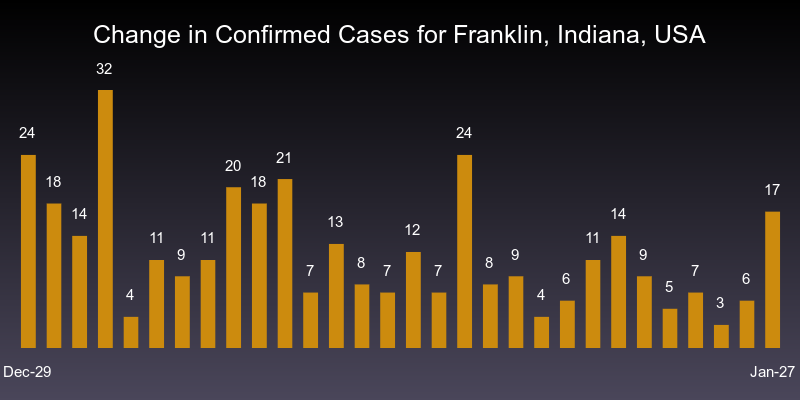 Change in Confirmed Cases for Franklin, Indiana, USA
24 18 14 32 4 11 9 11 20 18 21 7 13 8 7 12 7 24 8 9 4 6 11 14 9 5 7 3 6 17
Dec-29 Jan-27